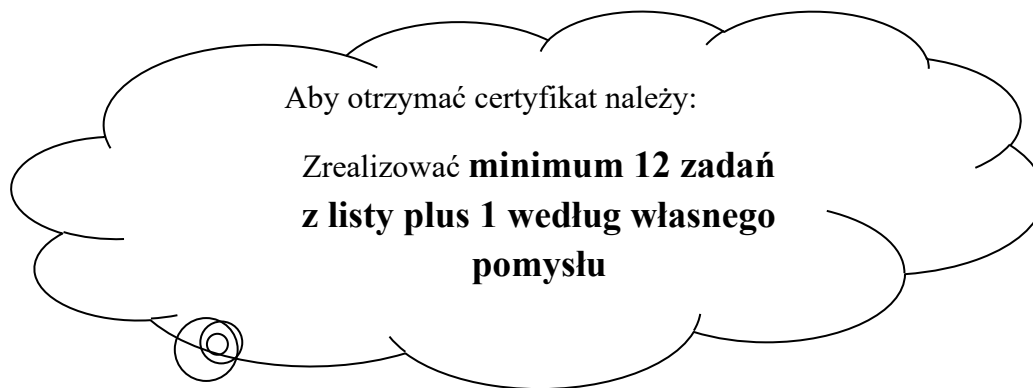 Aby otrzymać certyfikat należy:
Zrealizować minimum 12 zadań
z listy plus 1 według własnego
pomysłu